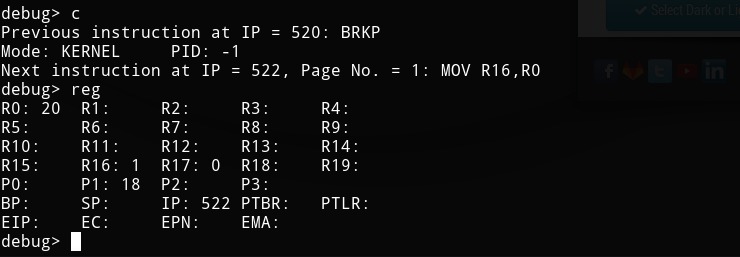 debug> c
Previous instruction at IP = 520: BRKP
Mode: KERNEL PID: -1
Next instruction at IP = 522, Page No. = 1: MOV R16,R0
debug> reg
R0: 20 R1: R2: R3: R4:
R5: R6: R7: R8: R9:
R10: R11: R12: R13: R14:
R15: R16: 1 R17: 0 R18: R19:
P0: P1: 18 P2: P3:
BP: SP: IP: 522 PTBR: PTLR:
EIP: EC: EPN: EMA:
debug>
✓ Select Dark or Li